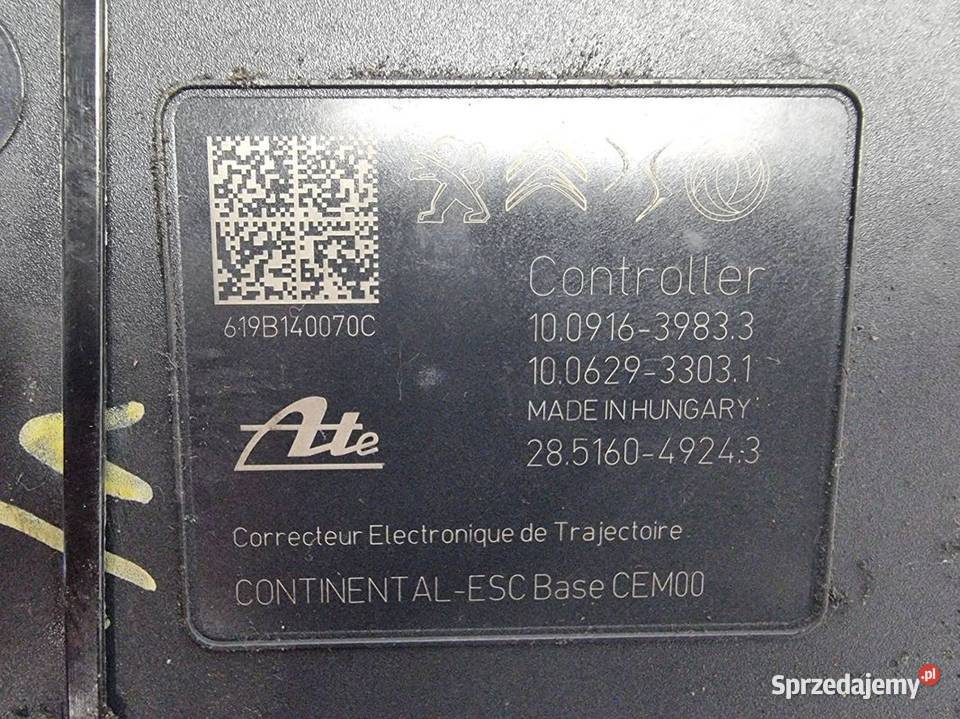 Controller
619B140070C
10.0916-3983.3
10.0629-3303.1
MADE IN HUNGARY
Ate
28.5160-4924.3
Correcteur Electronique de Trajectoire
CONTINENTAL-ESC Base CEM00
Sprzedajemy.pl